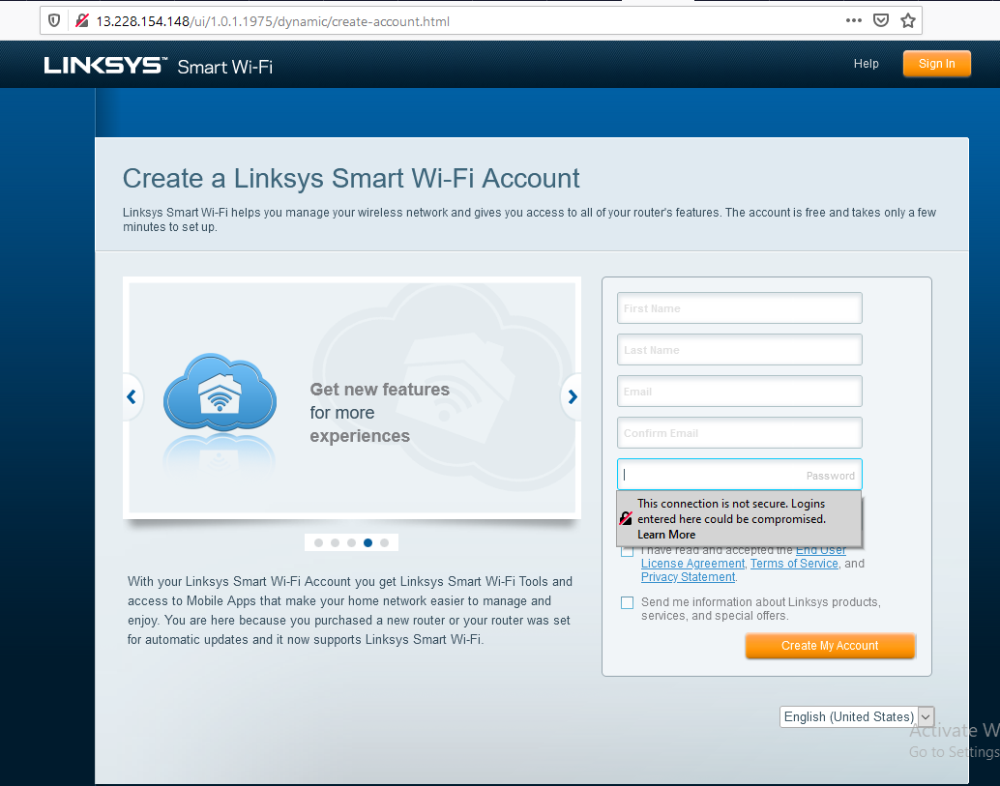 13.228.154.148/ui/1.0.1.1975/dynamic/create-account.html
LINKSYS™ Smart Wi-Fi
Help
Sign In
Create a Linksys Smart Wi-Fi Account
Linksys Smart Wi-Fi helps you manage your wireless network and gives you access to all of your router's features. The account is free and takes only a few
minutes to set up.
Get new features
for more
experiences
With your Linksys Smart Wi-Fi Account you get Linksys Smart Wi-Fi Tools and
access to Mobile Apps that make your home network easier to manage and
enjoy. You are here because you purchased a new router or your router was set
for automatic updates and it now supports Linksys Smart Wi-Fi.
First Name
Last Name
Email
Confirm Email
Password
This connection is not secure. Logins
entered here could be compromised.
Learn More
I have read and accepted the End User
License Agreement, Terms of Service, and
Privacy Statement.
Send me information about Linksys products,
services, and special offers.
Create My Account
English (United States)
Activate W
Go to Settings